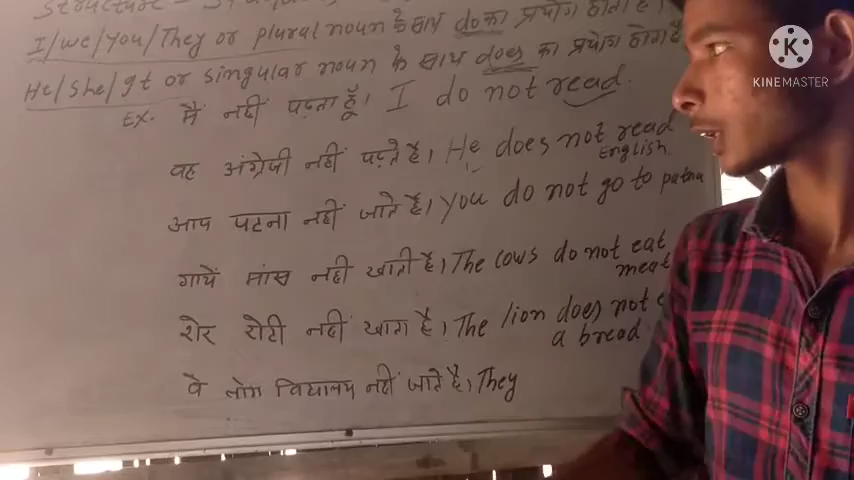 I/we/you/They or plural noun के साथ do का प्रयोग होता है।
He/She/It or singular noun के साथ does का प्रयोग होता है
Ex. मैं नहीं पढ़ता हूँ। I do not read.
वह अंग्रेजी नहीं पढ़ते है। He does not read English.
आप पटना नहीं जाते है। you do not go to patna
गायें मांस नहीं खाती है। The cows do not eat meat
शेर रोटी नहीं खाता है। The lion does not a bread.
वे लोग विद्यालय नहीं जाते है। They
K
KINEMASTER